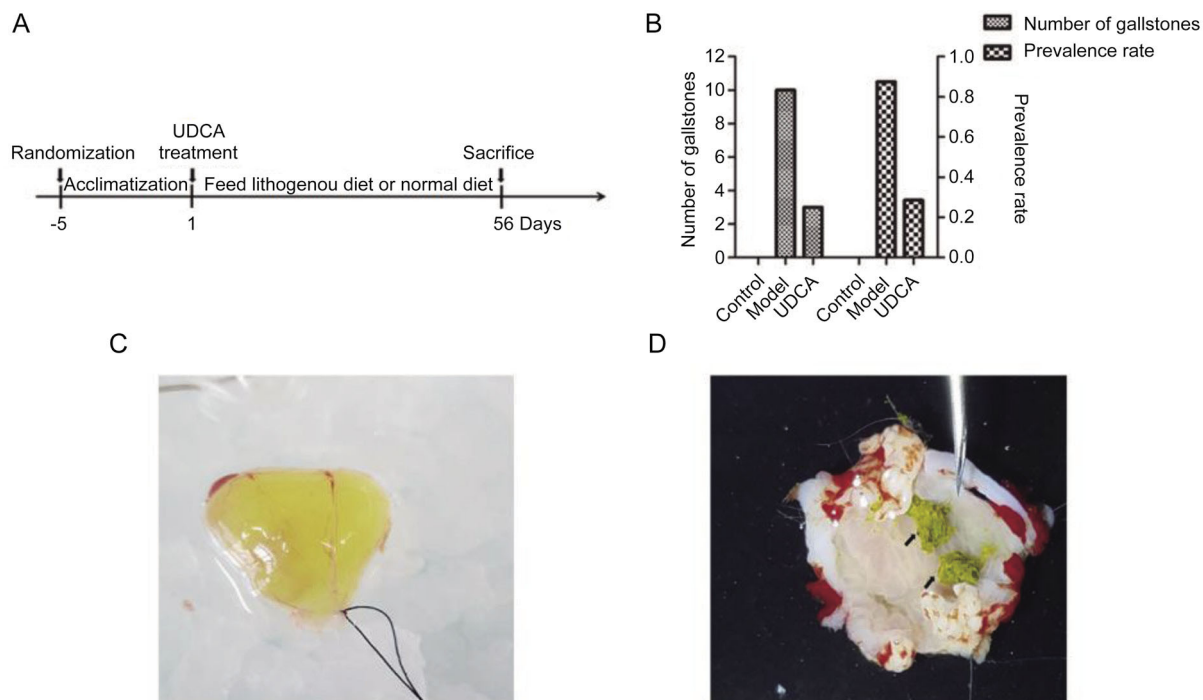 A
Randomization
UDCA
treatment
Sacrifice
Acclimatization
Feed lithogenou diet or normal diet
-5
1
56 Days
B
Number of gallstones
Prevalence rate
Number of gallstones
12
10
8
6
4
2
0
1.0
0.8
0.6
0.4
0.2
0.0
Prevalence rate
Control
Model
UDCA
Control
Model
UDCA
C
D